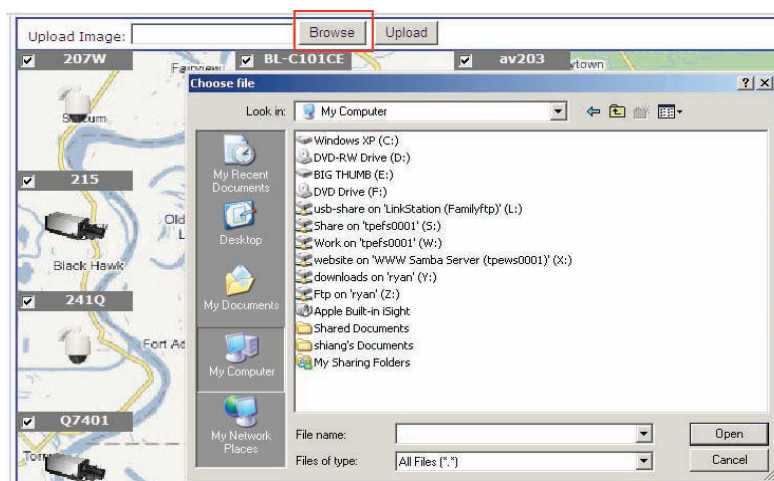 Upload Image: Browse Upload
207W BL-C101CE av203
Choose file
Look in: My Computer
My Recent Documents
Desktop
My Documents
My Computer
My Network Places
Windows XP (C:)
DVD-RW Drive (D:)
BIG THUMB (E:)
DVD Drive (F:)
usb-share on 'LinkStation (Familyftp)' (L:)
Share on 'tpefs0001' (S:)
Work on 'tpefs0001' (W:)
website on 'WWW Samba Server (tpews0001)' (X:)
downloads on 'ryan' (Y:)
Ftp on 'ryan' (Z:)
Apple Built-in iSight
Shared Documents
shiang's Documents
My Sharing Folders
File name: Open
Files of type: All Files (*.*) Cancel
215
Old
Black Hawk
241Q
Fort Ad
Q7401